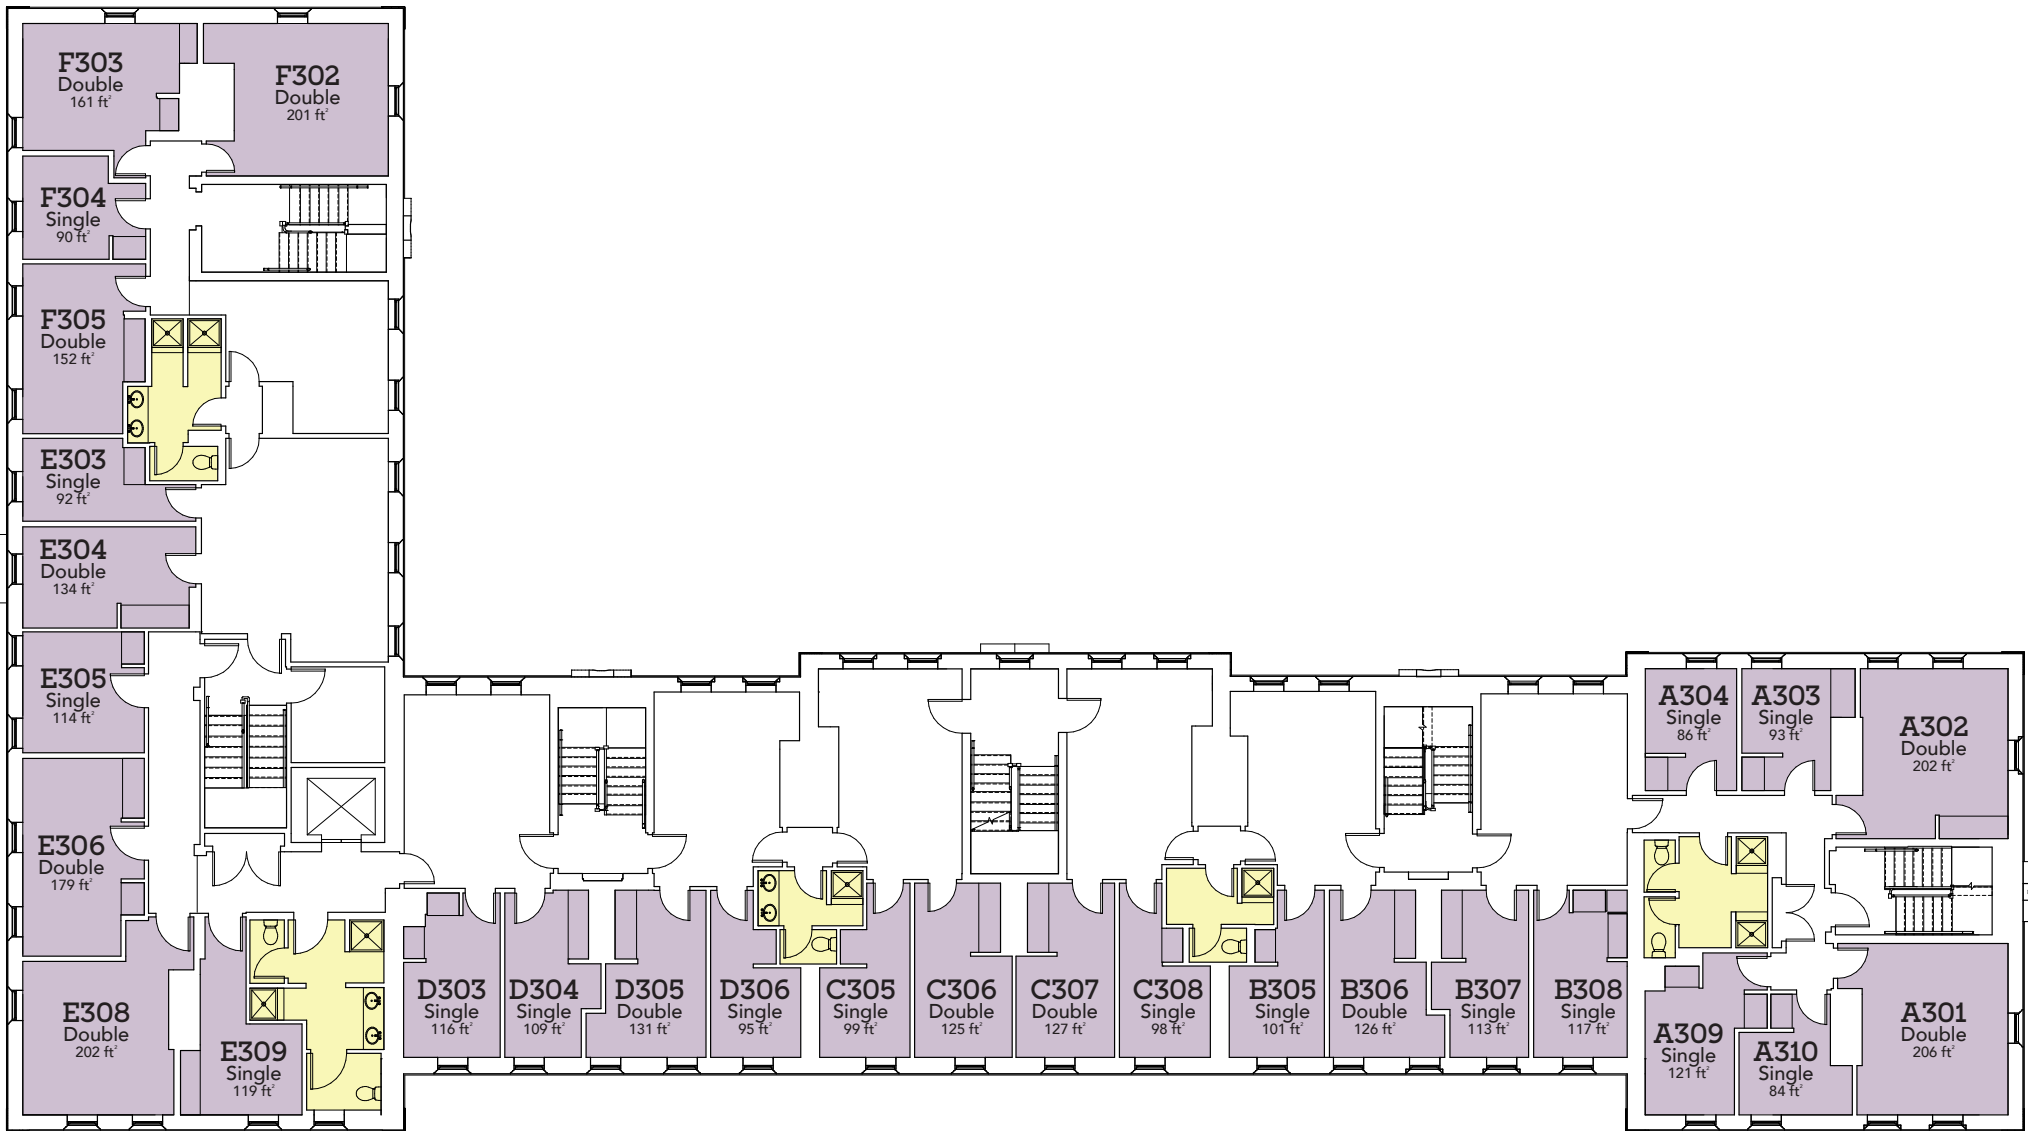 F303
Double
161 ft²
F302
Double
201 ft²
F304
Single
90 ft²
F305
Double
152 ft²
E303
Single
92 ft²
E304
Double
134 ft²
E305
Single
114 ft²
E306
Double
179 ft²
E308
Double
202 ft²
E309
Single
119 ft²
D303
Single
116 ft²
D304
Single
109 ft²
D305
Double
131 ft²
D306
Single
95 ft²
C305
Single
99 ft²
C306
Double
125 ft²
C307
Double
127 ft²
C308
Single
98 ft²
B305
Single
101 ft²
B306
Double
126 ft²
B307
Single
113 ft²
B308
Single
117 ft²
A304
Single
86 ft²
A303
Single
93 ft²
A302
Double
202 ft²
A309
Single
121 ft²
A310
Single
84 ft²
A301
Double
206 ft²